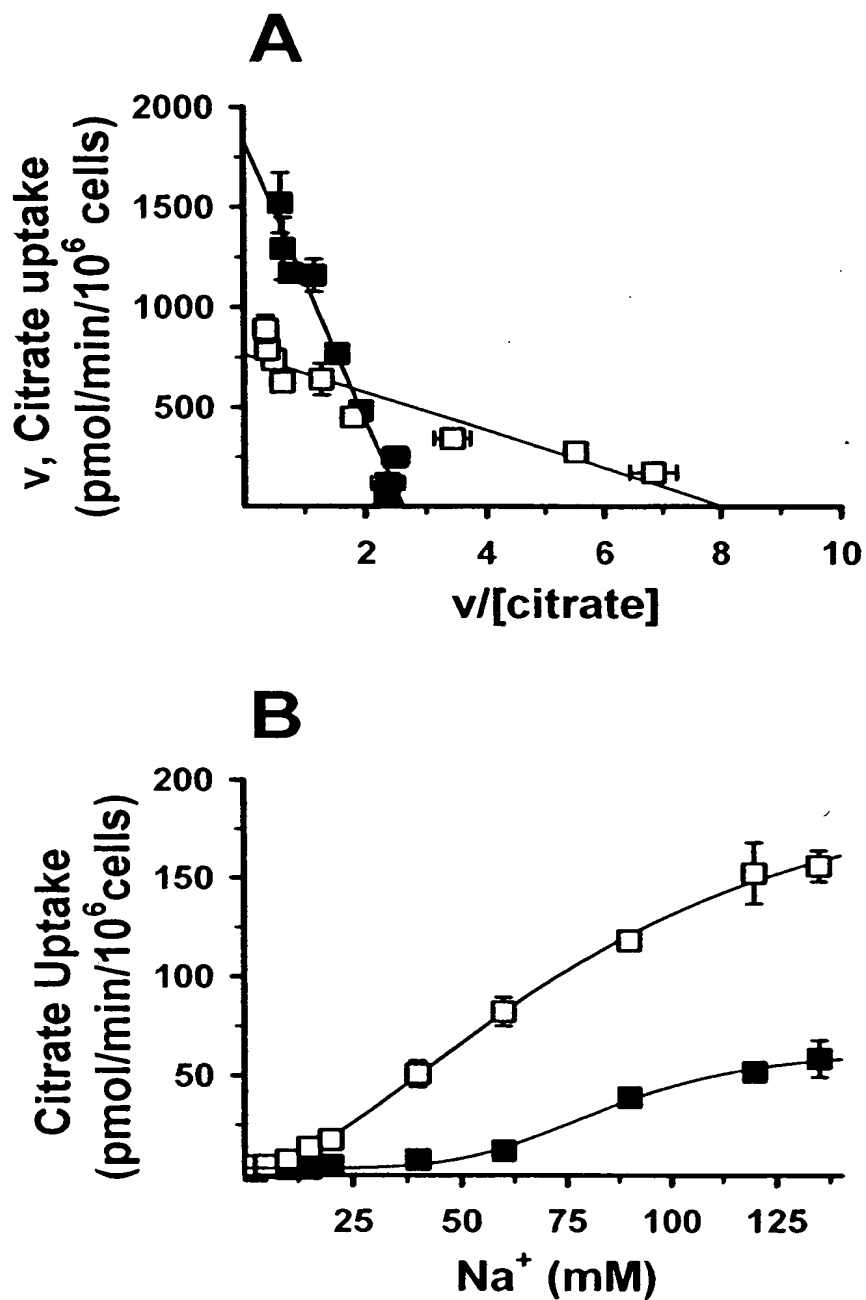 A
2000
1500
1000
500
v, Citrate uptake
(pmol/min/10⁶ cells)
2 4 6 8 10
v/[citrate]
B
200
150
100
50
Citrate Uptake
(pmol/min/10⁶cells)
25 50 75 100 125
Na⁺ (mM)